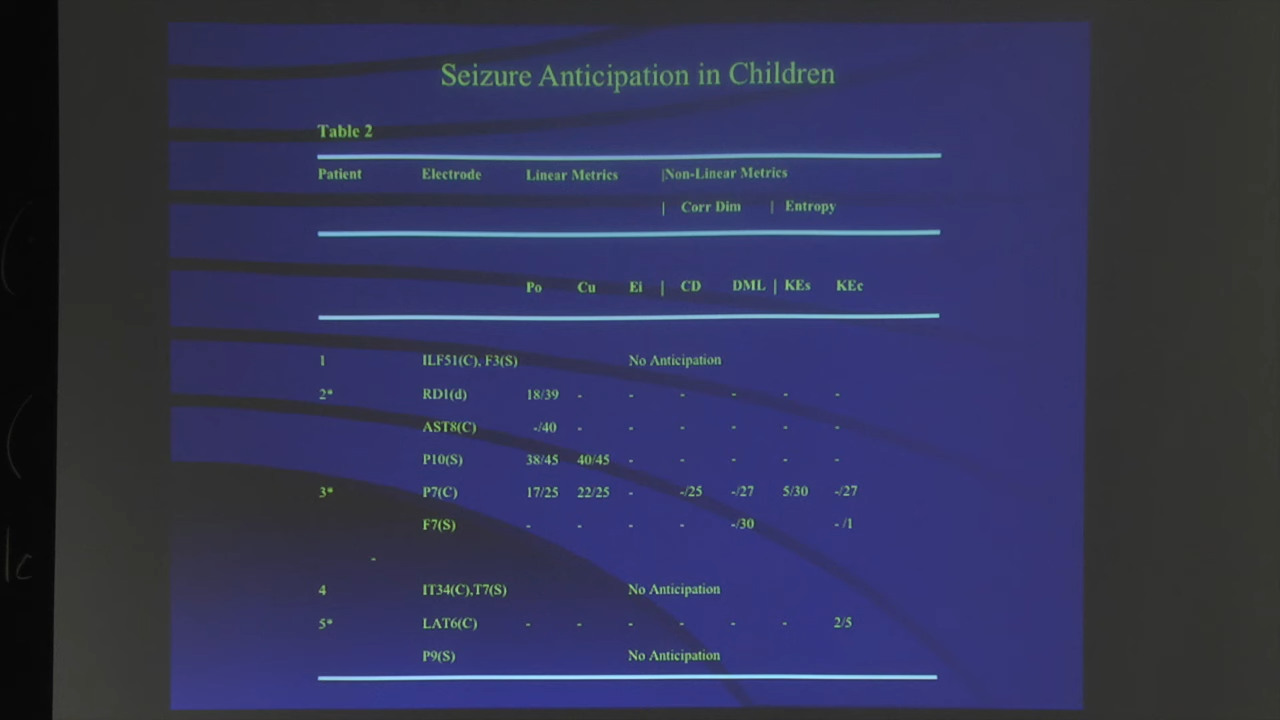 Seizure Anticipation in Children
Table 2
Patient Electrode Linear Metrics |Non-Linear Metrics
| Corr Dim | Entropy
Po Cu Ei | CD DML | KEs KEc
1 ILF51(C), F3(S) No Anticipation
2* RD1(d) 18/39 - - - - - -
AST8(C) -/40 - - - - - -
P10(S) 38/45 40/45 - - - - -
3* P7(C) 17/25 22/25 - -/25 -/27 5/30 -/27
F7(S) - - - - -/30 - /1
-
4 IT34(C),T7(S) No Anticipation
5* LAT6(C) - - - - - - 2/5
P9(S) No Anticipation